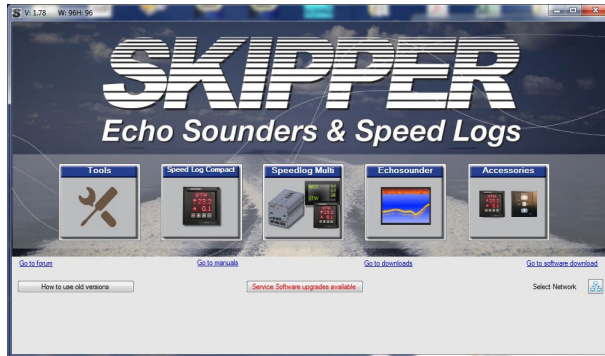 S V: 1.78 W: 96H: 96
SKIPPER
Echo Sounders & Speed Logs
Tools
Speed Log Compact
Speedlog Multi
Echosounder
Accessories
Go to forum
Go to manuals
Go to downloads
Go to software download
How to use old versions
Service Software upgrades available
Select Network